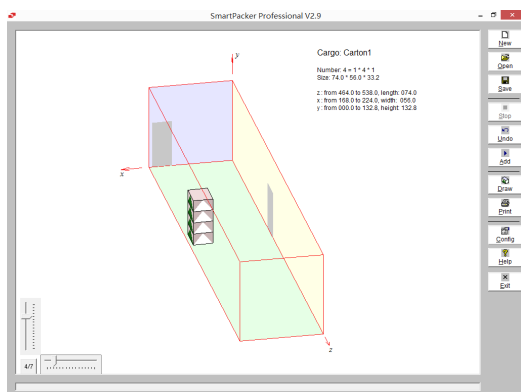 SmartPacker Professional V2.9
Cargo: Carton1
Number: 4 = 1 * 4 * 1
Size: 74.0 * 56.0 * 33.2
z: from 464.0 to 538.0, length: 074.0
x: from 168.0 to 224.0, width: 056.0
y: from 000.0 to 132.8, height: 132.8
y
x
z
4/7
New
Open
Save
Stop
Undo
Add
Draw
Print
Config
Help
Exit